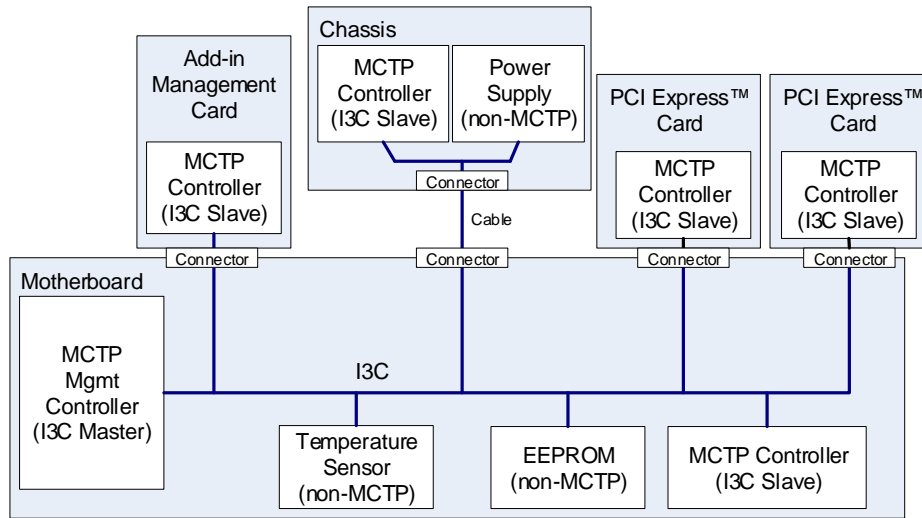 Chassis
Add-in
Management
Card
MCTP
Controller
(I3C Slave)
Power
Supply
(non-MCTP)
PCI Express™
Card
PCI Express™
Card
MCTP
Controller
(I3C Slave)
MCTP
Controller
(I3C Slave)
MCTP
Controller
(I3C Slave)
Connector
Cable
Connector
Connector
Connector
Connector
Motherboard
MCTP
Mgmt
Controller
(I3C Master)
I3C
Temperature
Sensor
(non-MCTP)
EEPROM
(non-MCTP)
MCTP Controller
(I3C Slave)